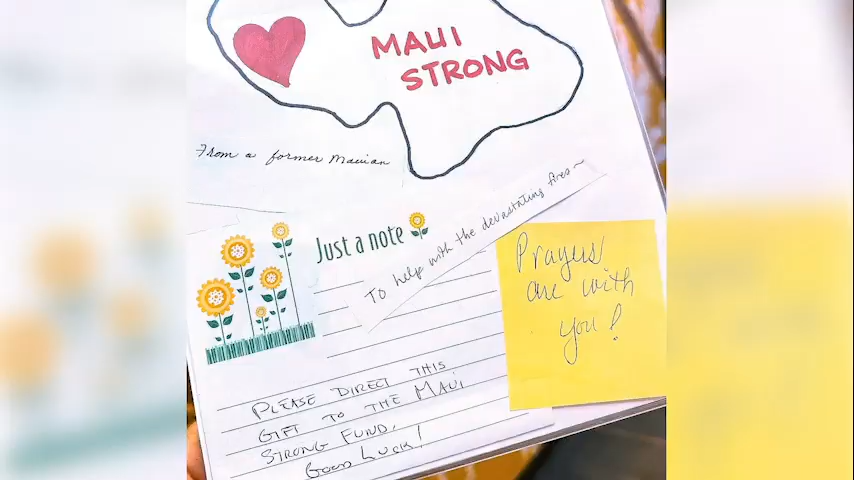 MAUI
STRONG
From a former Mauian
Just a note
To help with the devastating fires~
Prayers
are with
you!
PLEASE DIRECT THIS
GIFT TO THE MAUI
STRONG FUND.
GOOD LUCK!